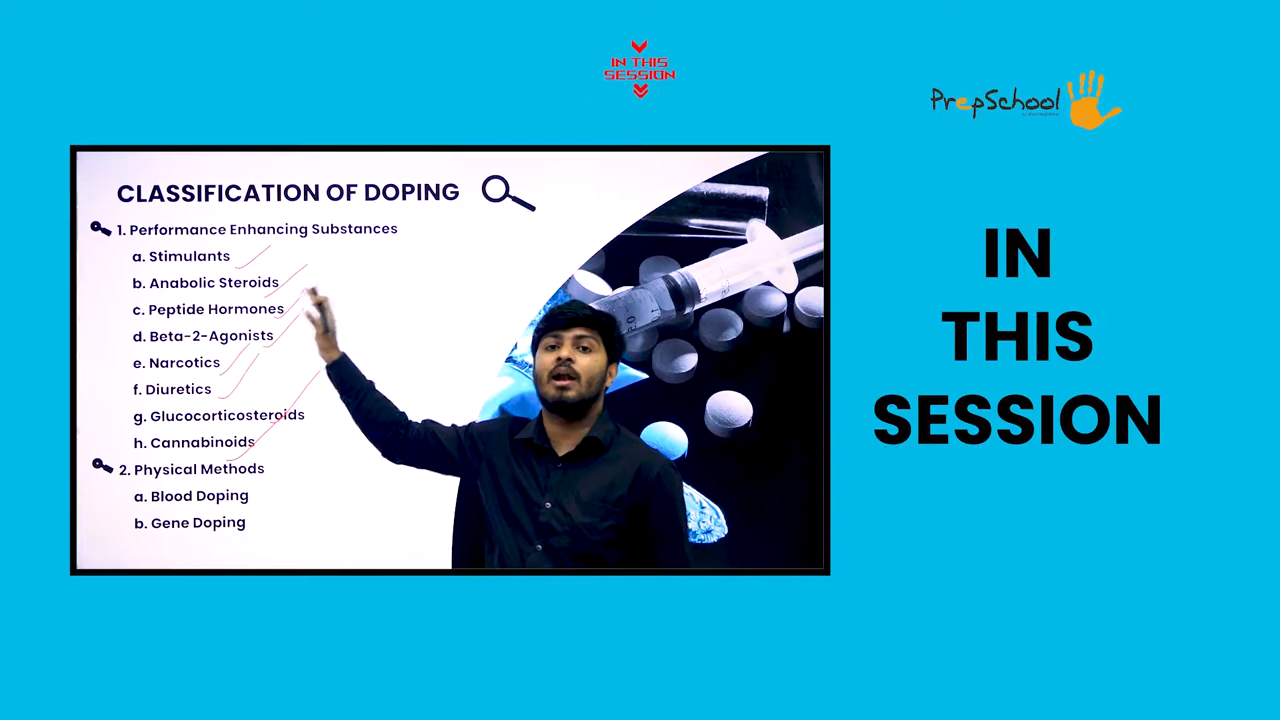 IN THIS
SESSION
PrepSchool
CLASSIFICATION OF DOPING
1. Performance Enhancing Substances
a. Stimulants
b. Anabolic Steroids
c. Peptide Hormones
d. Beta-2-Agonists
e. Narcotics
f. Diuretics
g. Glucocorticosteroids
h. Cannabinoids
2. Physical Methods
a. Blood Doping
b. Gene Doping
IN
THIS
SESSION